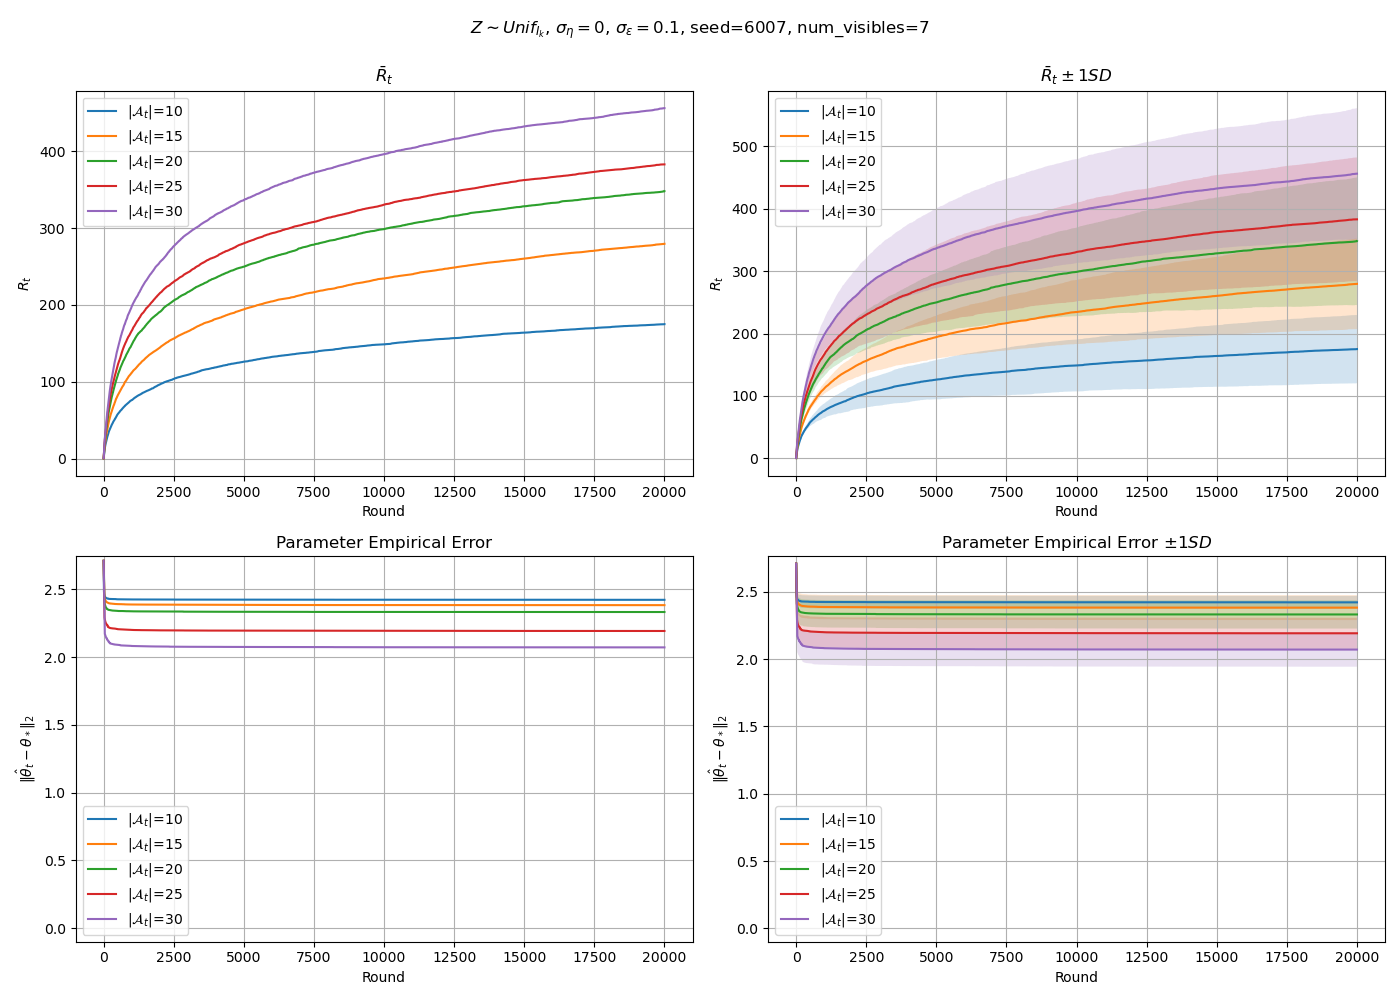 Z ~ Unif_{I_k}, σ_η = 0, σ_ε = 0.1, seed=6007, num_visibles=7
R̄_t
R_t
400
300
200
100
0
|𝒜_t|=10
|𝒜_t|=15
|𝒜_t|=20
|𝒜_t|=25
|𝒜_t|=30
0 2500 5000 7500 10000 12500 15000 17500 20000
Round
R̄_t ± 1SD
R_t
500
400
300
200
100
0
|𝒜_t|=10
|𝒜_t|=15
|𝒜_t|=20
|𝒜_t|=25
|𝒜_t|=30
0 2500 5000 7500 10000 12500 15000 17500 20000
Round
Parameter Empirical Error
‖θ̂_t − θ_*‖₂
2.5
2.0
1.5
1.0
0.5
0.0
|𝒜_t|=10
|𝒜_t|=15
|𝒜_t|=20
|𝒜_t|=25
|𝒜_t|=30
0 2500 5000 7500 10000 12500 15000 17500 20000
Round
Parameter Empirical Error ±1SD
‖θ̂_t − θ_*‖₂
2.5
2.0
1.5
1.0
0.5
0.0
|𝒜_t|=10
|𝒜_t|=15
|𝒜_t|=20
|𝒜_t|=25
|𝒜_t|=30
0 2500 5000 7500 10000 12500 15000 17500 20000
Round